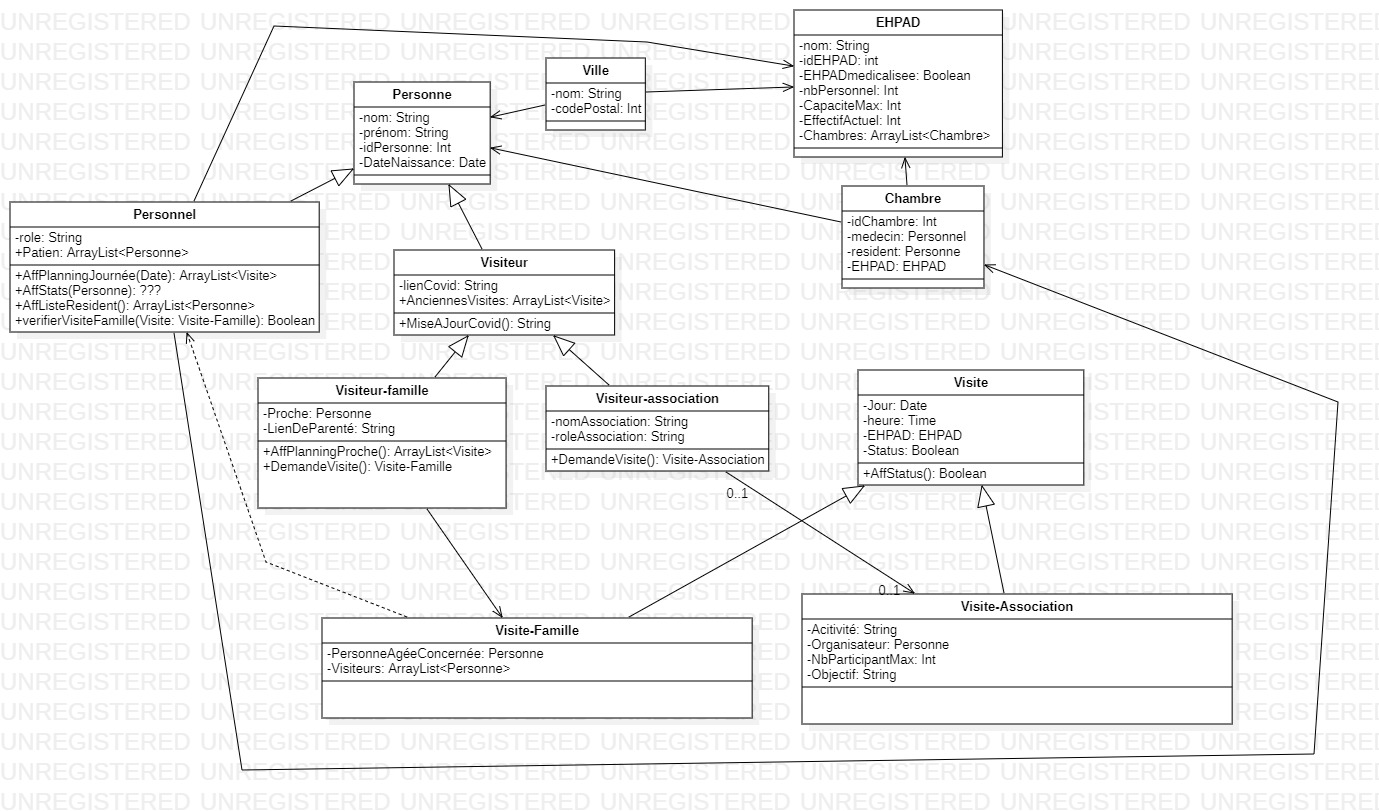 EHPAD
-nom: String
-idEHPAD: int
-EHPADmedicalisee: Boolean
-nbPersonnel: Int
-CapaciteMax: Int
-EffectifActuel: Int
-Chambres: ArrayList<Chambre>
Ville
-nom: String
-codePostal: Int
Personne
-nom: String
-prénom: String
-idPersonne: Int
-DateNaissance: Date
Chambre
-idChambre: Int
-medecin: Personnel
-resident: Personne
-EHPAD: EHPAD
Personnel
-role: String
+Patien: ArrayList<Personne>
+AffPlanningJournée(Date): ArrayList<Visite>
+AffStats(Personne): ???
+AffListeResident(): ArrayList<Personne>
+verifierVisiteFamille(Visite: Visite-Famille): Boolean
Visiteur
-lienCovid: String
+AnciennesVisites: ArrayList<Visite>
+MiseAJourCovid(): String
Visiteur-famille
-Proche: Personne
-LienDeParenté: String
+AffPlanningProche(): ArrayList<Visite>
+DemandeVisite(): Visite-Famille
Visiteur-association
-nomAssociation: String
-roleAssociation: String
+DemandeVisite(): Visite-Association
Visite
-Jour: Date
-heure: Time
-EHPAD: EHPAD
-Status: Boolean
+AffStatus(): Boolean
0..1
0..1
Visite-Famille
-PersonneAgéeConcernée: Personne
-Visiteurs: ArrayList<Personne>
Visite-Association
-Acitivité: String
-Organisateur: Personne
-NbParticipantMax: Int
-Objectif: String
UNREGISTERED